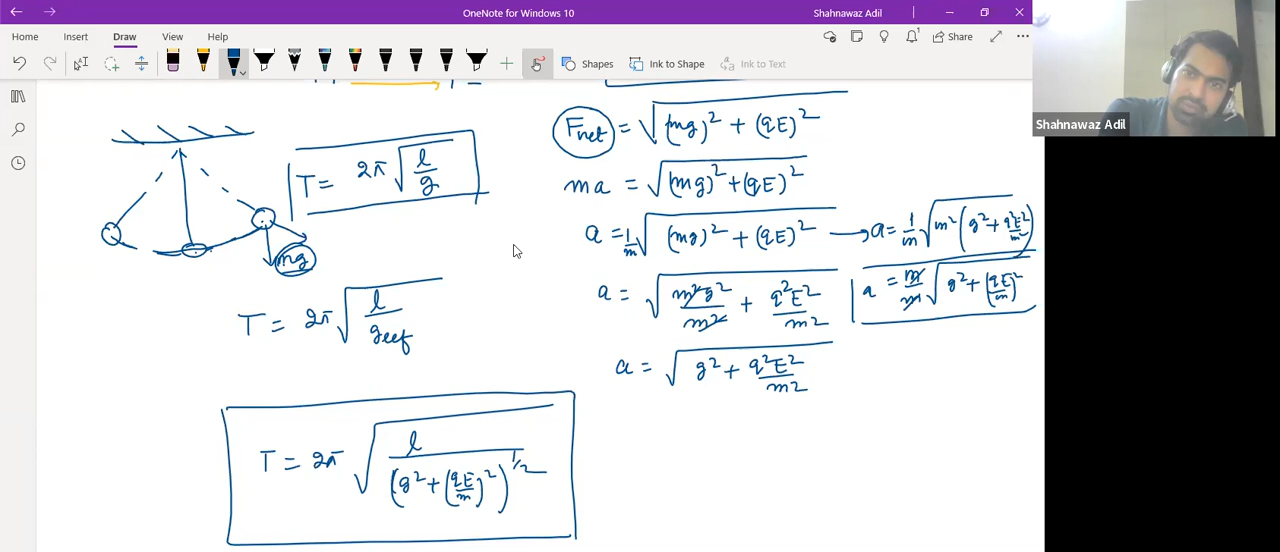 OneNote for Windows 10
Shahnawaz Adil
Home Insert Draw View Help
Share
Shapes
Ink to Shape
Ink to Text
Shahnawaz Adil
T = 2π √(l/g)
mg
T = 2π √(l/geef)
T = 2π √(l/(g² + (qE/m)²)^1/2)
Fnet = √((mg)² + (qE)²)
ma = √((mg)² + (qE)²)
a = 1/m √((mg)² + (qE)²) → a = 1/m √(m² (g² + q²E²/m²))
a = √(m²g²/m² + q²E²/m²)
a = m/m √(g² + (qE/m)²)
a = √(g² + q²E²/m²)